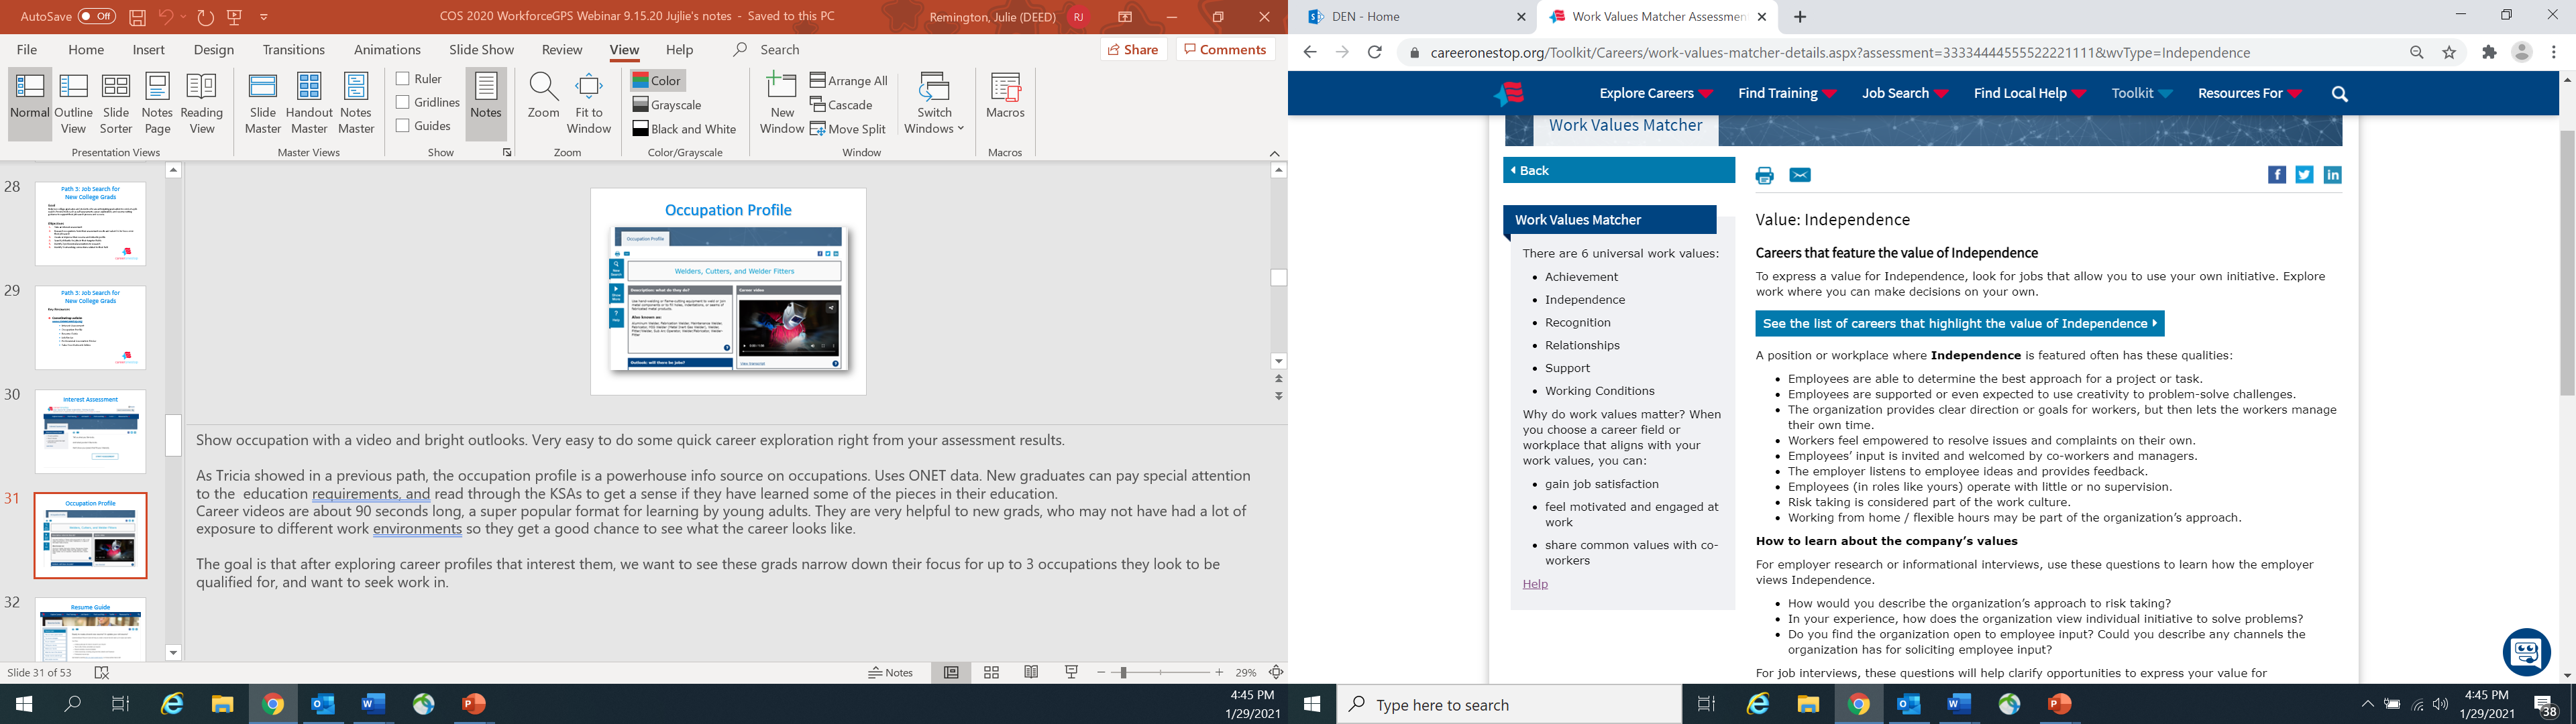 AutoSave Off
COS 2020 WorkforceGPS Webinar 9.15.20 Jujlie's notes - Saved to this PC
Remington, Julie (DEED) RJ
File Home Insert Design Transitions Animations Slide Show Review View Help Search
Share Comments
Normal Outline View Slide Sorter Notes Page Reading View
Presentation Views
Slide Master Handout Master Notes Master
Master Views
Ruler
Gridlines
Guides
Notes
Show
Zoom Fit to Window
Zoom
Color
Grayscale
Black and White
Color/Grayscale
New Window
Arrange All
Cascade
Move Split
Switch Windows
Window
Macros
Macros
28
Path 3: Job Search for
New College Grads
29
Path 3: Job Search for
New College Grads
30
Interest Assessment
31
Occupation Profile
32
Resume Guide
Occupation Profile
Occupation Profile
Welders, Cutters, and Welder Fitters
Description: what do they do?
Career video
Also known as:
Outlook: will there be jobs?
Show occupation with a video and bright outlooks. Very easy to do some quick career exploration right from your assessment results.
As Tricia showed in a previous path, the occupation profile is a powerhouse info source on occupations. Uses ONET data. New graduates can pay special attention
to the  education requirements, and read through the KSAs to get a sense if they have learned some of the pieces in their education.
Career videos are about 90 seconds long, a super popular format for learning by young adults. They are very helpful to new grads, who may not have had a lot of
exposure to different work environments so they get a good chance to see what the career looks like.
The goal is that after exploring career profiles that interest them, we want to see these grads narrow down their focus for up to 3 occupations they look to be
qualified for, and want to seek work in.
Slide 31 of 53
Notes
29%
4:45 PM
1/29/2021
DEN - Home
Work Values Matcher Assessmen
careeronestop.org/Toolkit/Careers/work-values-matcher-details.aspx?assessment=33334444555522221111&wvType=Independence
Explore Careers Find Training Job Search Find Local Help Toolkit Resources For
Work Values Matcher
Back
Work Values Matcher
There are 6 universal work values:
• Achievement
• Independence
• Recognition
• Relationships
• Support
• Working Conditions
Why do work values matter? When
you choose a career field or
workplace that aligns with your
work values, you can:
• gain job satisfaction
• feel motivated and engaged at
work
• share common values with co-
workers
Help
Value: Independence
Careers that feature the value of Independence
To express a value for Independence, look for jobs that allow you to use your own initiative. Explore
work where you can make decisions on your own.
See the list of careers that highlight the value of Independence
A position or workplace where Independence is featured often has these qualities:
• Employees are able to determine the best approach for a project or task.
• Employees are supported or even expected to use creativity to problem-solve challenges.
• The organization provides clear direction or goals for workers, but then lets the workers manage
their own time.
• Workers feel empowered to resolve issues and complaints on their own.
• Employees' input is invited and welcomed by co-workers and managers.
• The employer listens to employee ideas and provides feedback.
• Employees (in roles like yours) operate with little or no supervision.
• Risk taking is considered part of the work culture.
• Working from home / flexible hours may be part of the organization's approach.
How to learn about the company's values
For employer research or informational interviews, use these questions to learn how the employer
views Independence.
• How would you describe the organization's approach to risk taking?
• In your experience, how does the organization view individual initiative to solve problems?
• Do you find the organization open to employee input? Could you describe any channels the
organization has for soliciting employee input?
For job interviews, these questions will help clarify opportunities to express your value for
Type here to search
4:45 PM
1/29/2021
38